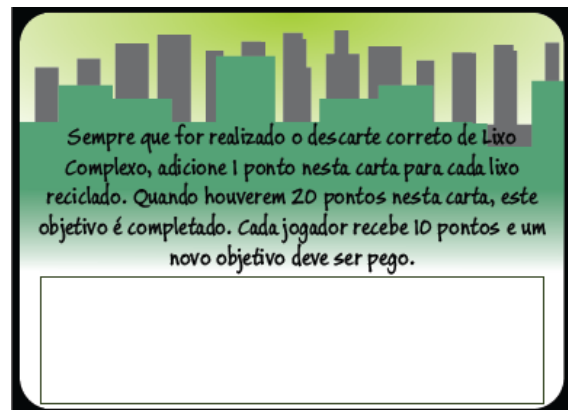 Sempre que for realizado o descarte correto de Lixo
Complexo, adicione 1 ponto nesta carta para cada lixo
reciclado. Quando houverem 20 pontos nesta carta, este
objetivo é completado. Cada jogador recebe 10 pontos e um
novo objetivo deve ser pego.